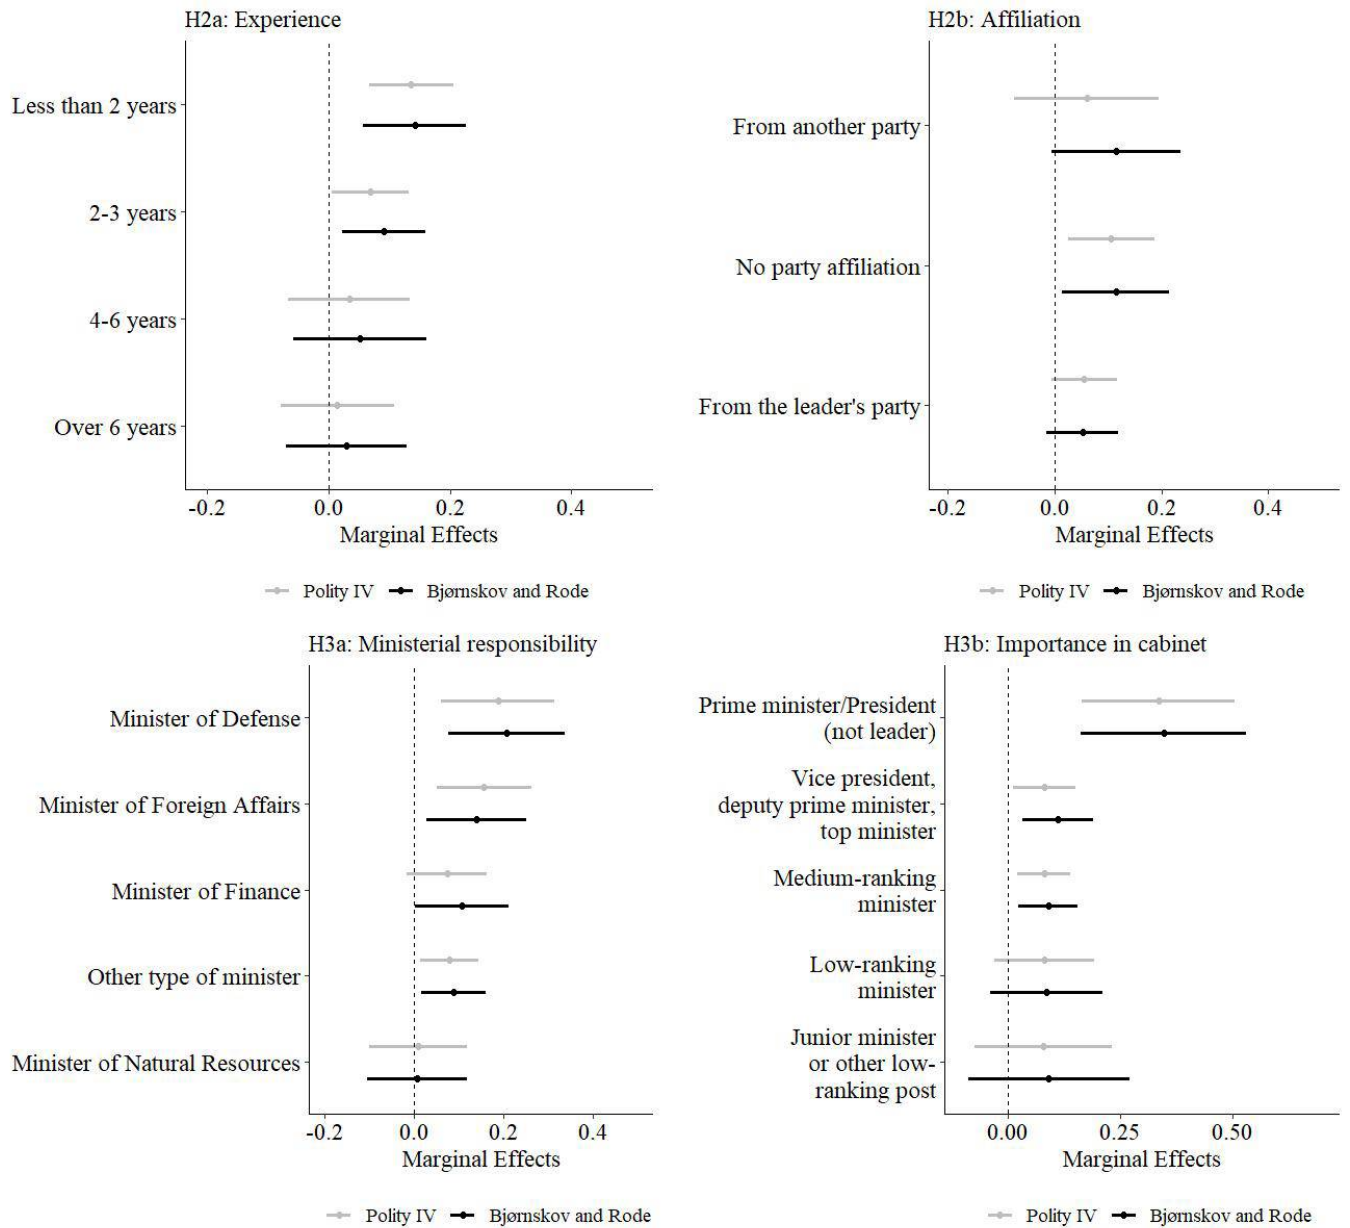 H2a: Experience
Less than 2 years
2-3 years
4-6 years
Over 6 years
-0.2 0.0 0.2 0.4
Marginal Effects
Polity IV Bjørnskov and Rode
H2b: Affiliation
From another party
No party affiliation
From the leader's party
-0.2 0.0 0.2 0.4
Marginal Effects
Polity IV Bjørnskov and Rode
H3a: Ministerial responsibility
Minister of Defense
Minister of Foreign Affairs
Minister of Finance
Other type of minister
Minister of Natural Resources
-0.2 0.0 0.2 0.4
Marginal Effects
Polity IV Bjørnskov and Rode
H3b: Importance in cabinet
Prime minister/President
(not leader)
Vice president,
deputy prime minister,
top minister
Medium-ranking
minister
Low-ranking
minister
Junior minister
or other low-
ranking post
0.00 0.25 0.50
Marginal Effects
Polity IV Bjørnskov and Rode